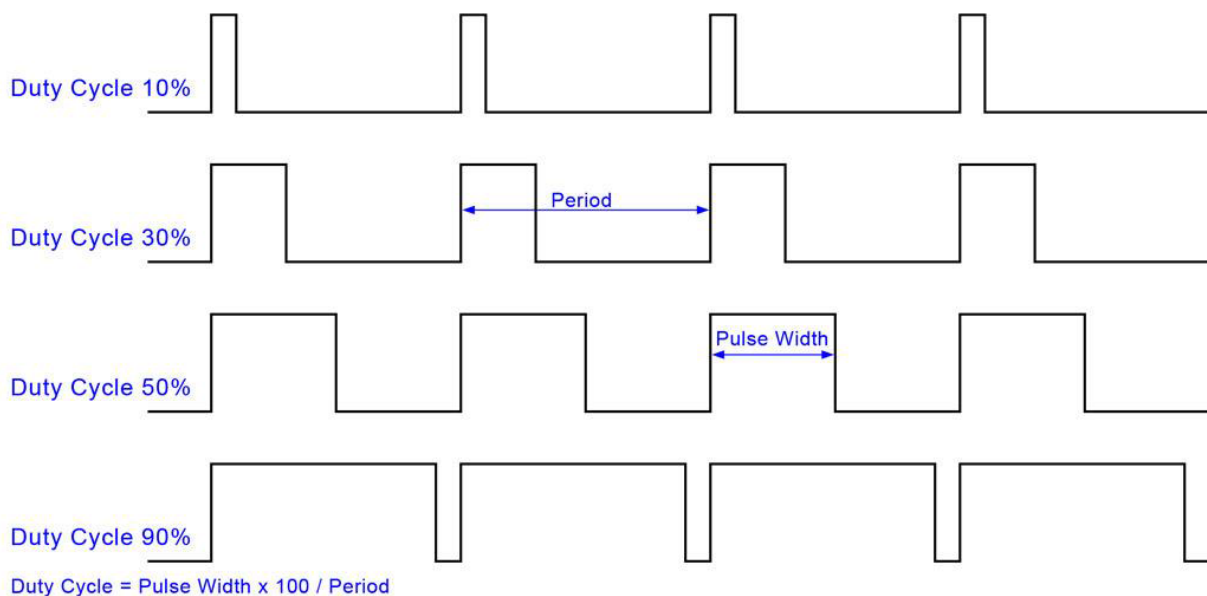 Duty Cycle 10%
Period
Duty Cycle 30%
Pulse Width
Duty Cycle 50%
Duty Cycle 90%
Duty Cycle = Pulse Width x 100 / Period